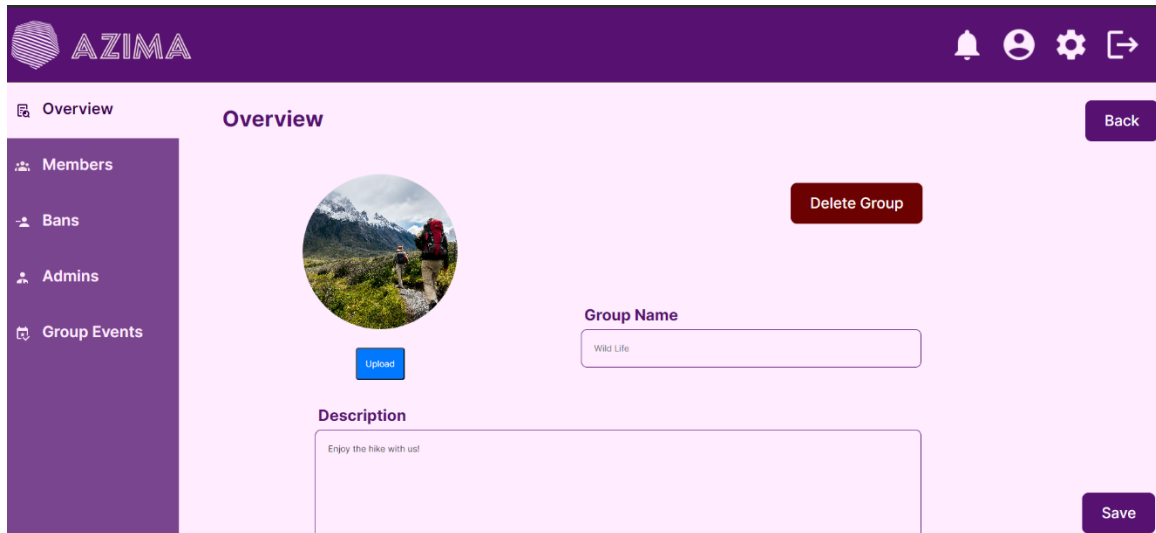 AZIMA
Overview
Members
Bans
Admins
Group Events
Overview
Back
Delete Group
Upload
Group Name
Wild Life
Description
Enjoy the hike with us!
Save